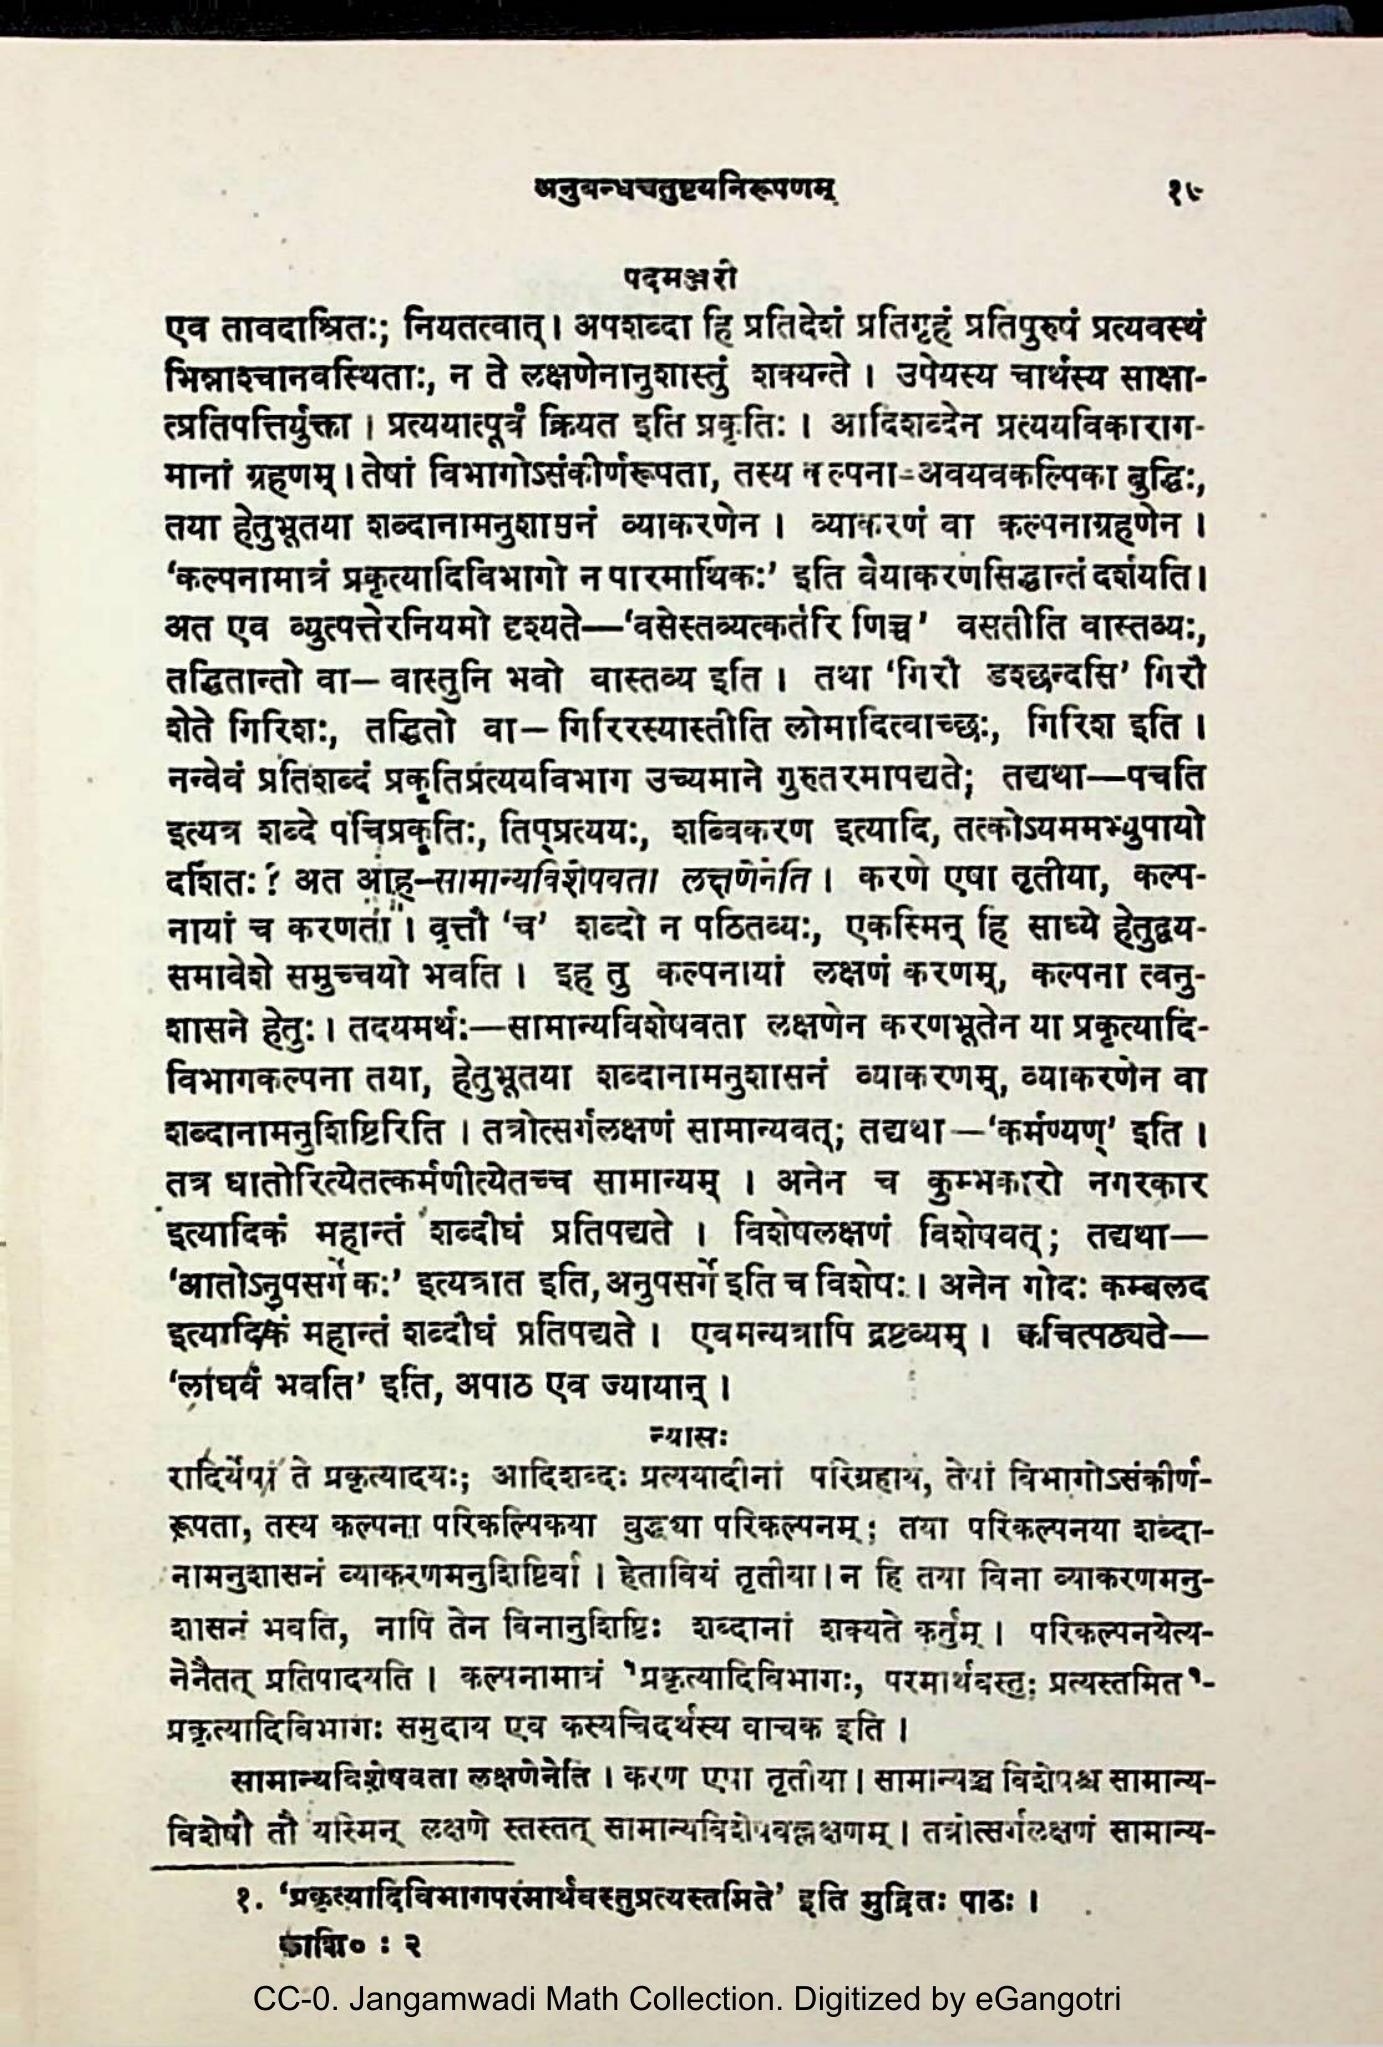 अनुबन्धचतुष्टयनिरूपणम् १७
पदमञ्जरी
एव तावदाश्रितः; नियतत्वात् । अपशब्दा हि प्रतिदेशं प्रतिगृहं प्रतिपुरुषं प्रत्यवस्थं
भिन्नाश्चानवस्थिताः, न ते लक्षणेनानुशास्तुं शक्यन्ते । उपेयस्य चार्थस्य साक्षा-
त्प्रतिपत्तिर्युक्ता । प्रत्ययात्पूर्वं क्रियत इति प्रकृतिः । आदिशब्देन प्रत्ययविकाराग-
मानां ग्रहणम् । तेषां विभागोऽसंकीर्णरूपता, तस्य कल्पना=अवयवकल्पिका बुद्धिः,
तया हेतुभूतया शब्दानामनुशासनं व्याकरणेन । व्याकरणं वा कल्पनाग्रहणेन ।
‘कल्पनामात्रं प्रकृत्यादिविभागो न पारमार्थिकः’ इति वैयाकरणसिद्धान्तं दर्शयति ।
अत एव व्युत्पत्तेरनियमो दृश्यते—‘वसेस्तव्यत्कर्तरि णिच्च’ वसतीति वास्तव्यः,
तद्धितान्तो वा— वास्तुनि भवो वास्तव्य इति । तथा ‘गिरौ डश्छन्दसि’ गिरौ
शेते गिरिशः, तद्धितो वा— गिरिरस्यास्तीति लोमादित्वाच्छः, गिरिश इति ।
नन्वेवं प्रतिशब्दं प्रकृतिप्रत्ययविभाग उच्यमाने गुरुतरमापद्यते; तद्यथा—पचति
इत्यत्र शब्दे पचिप्रकृतिः, तिप्प्रत्ययः, शब्विकरण इत्यादि, तत्कोऽयममभ्युपायो
दर्शितः ? अत आह—सामान्यविशेषवता लक्षणेनेति । करणे एषा तृतीया, कल्प-
नायां च करणता । वृत्तौ ‘च’ शब्दो न पठितव्यः, एकस्मिन् हि साध्ये हेतुद्वय-
समावेशे समुच्चयो भवति । इह तु कल्पनायां लक्षणं करणम्, कल्पना त्वनु-
शासने हेतुः । तदयमर्थः—सामान्यविशेषवता लक्षणेन करणभूतेन या प्रकृत्यादि-
विभागकल्पना तया, हेतुभूतया शब्दानामनुशासनं व्याकरणम्, व्याकरणेन वा
शब्दानामनुशिष्टिरिति । तत्रोत्सर्गलक्षणं सामान्यवत्; तद्यथा—‘कर्मण्यण्’ इति ।
तत्र धातोरित्येतत्कर्मणीत्येतच्च सामान्यम् । अनेन च कुम्भकारो नगरकार
इत्यादिकं महान्तं शब्दौघं प्रतिपद्यते । विशेषलक्षणं विशेषवत्; तद्यथा—
‘आतोऽनुपसर्गे कः’ इत्यत्रात इति, अनुपसर्गे इति च विशेषः । अनेन गोदः कम्बलद
इत्यादिकं महान्तं शब्दौघं प्रतिपद्यते । एवमन्यत्रापि द्रष्टव्यम् । क्वचित्पठ्यते—
‘लाघवं भवति’ इति, अपाठ एव ज्यायान् ।
न्यासः
रादिर्येषां ते प्रकृत्यादयः; आदिशब्दः प्रत्ययादीनां परिग्रहाय, तेषां विभागोऽसंकीर्ण-
रूपता, तस्य कल्पना परिकल्पिकया बुद्ध्या परिकल्पनम्; तया परिकल्पनया शब्दा-
नामनुशासनं व्याकरणमनुशिष्टिर्वा । हेतावियं तृतीया । न हि तया विना व्याकरणमनु-
शासनं भवति, नापि तेन विनानुशिष्टिः शब्दानां शक्यते कर्तुम् । परिकल्पनयेत्य-
नेनैतत् प्रतिपादयति । कल्पनामात्रं १प्रकृत्यादिविभागः, परमार्थवस्तु; प्रत्यस्तमित१-
प्रकृत्यादिविभागः समुदाय एव कस्यचिदर्थस्य वाचक इति ।
सामान्यविशेषवता लक्षणेनेति । करण एषा तृतीया । सामान्यञ्च विशेषश्च सामान्य-
विशेषौ तौ यस्मिन् लक्षणे स्तस्तत् सामान्यविशेषवल्लक्षणम् । तत्रोत्सर्गलक्षणं सामान्य-
१. ‘प्रकृत्यादिविभागपरमार्थवस्तुप्रत्यस्तमिते’ इति मुद्रितः पाठः ।
काशि० : २
CC-0. Jangamwadi Math Collection. Digitized by eGangotri